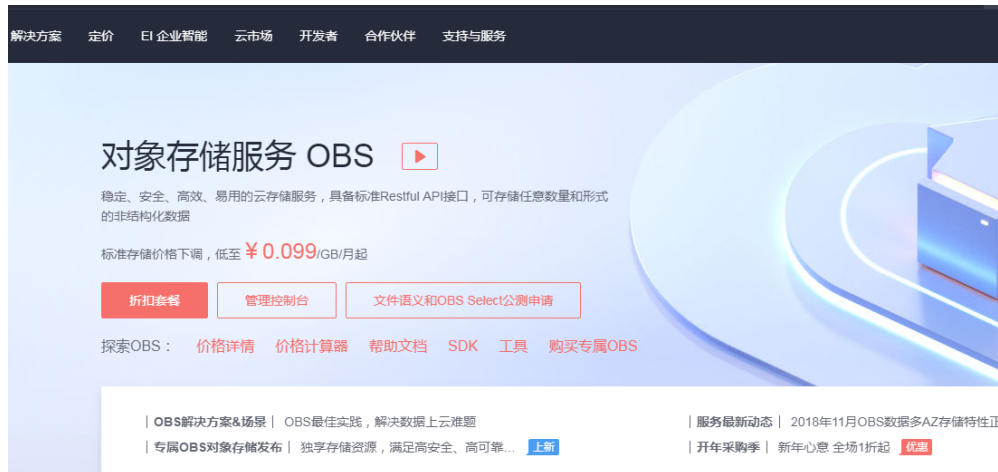 解决方案 定价 EI 企业智能 云市场 开发者 合作伙伴 支持与服务
对象存储服务 OBS
稳定、安全、高效、易用的云存储服务，具备标准Restful API接口，可存储任意数量和形式
的非结构化数据
标准存储价格下调，低至 ¥ 0.099/GB/月起
折扣套餐 管理控制台 文件语义和OBS Select公测申请
探索OBS： 价格详情 价格计算器 帮助文档 SDK 工具 购买专属OBS
| OBS解决方案&场景 | OBS最佳实践，解决数据上云难题 | 服务最新动态 | 2018年11月OBS数据多AZ存储特性正
| 专属OBS对象存储发布 | 独享存储资源，满足高安全、高可靠... 上新 | 开年采购季 | 新年心意 全场1折起 优惠